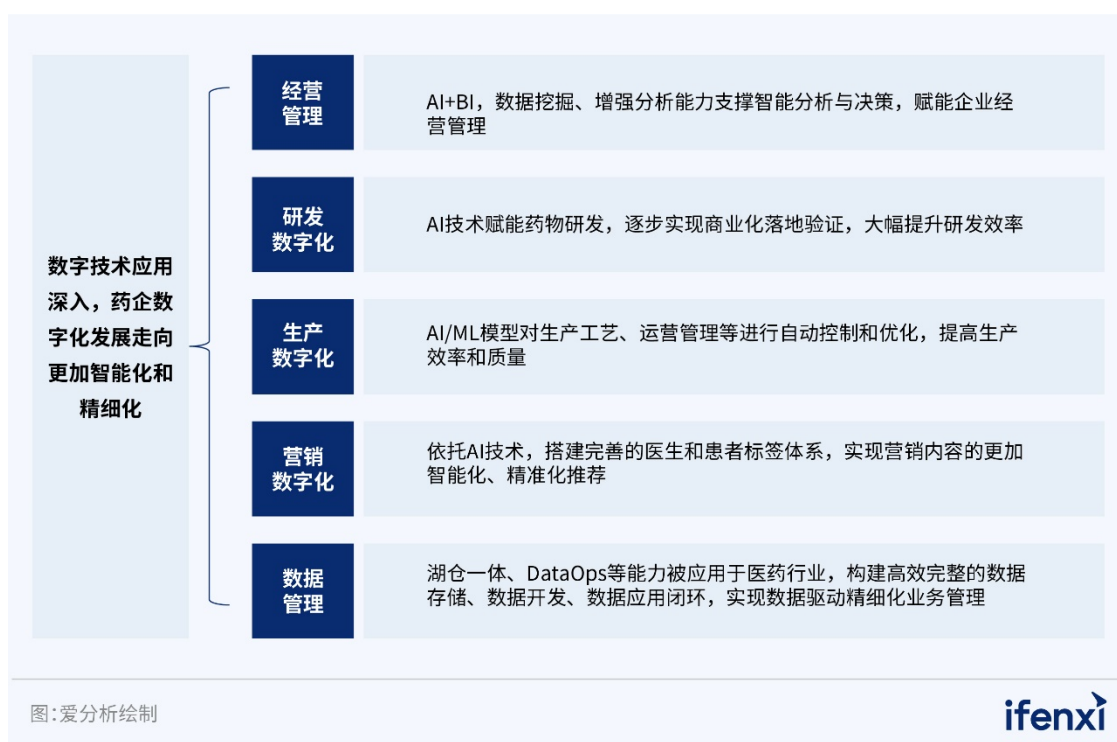 数字技术应用
深入，药企数
字化发展走向
更加智能化和
精细化
经营
管理
AI+BI，数据挖掘、增强分析能力支撑智能分析与决策，赋能企业经
营管理
研发
数字化
AI技术赋能药物研发，逐步实现商业化落地验证，大幅提升研发效率
生产
数字化
AI/ML模型对生产工艺、运营管理等进行自动控制和优化，提高生产
效率和质量
营销
数字化
依托AI技术，搭建完善的医生和患者标签体系，实现营销内容的更加
智能化、精准化推荐
数据
管理
湖仓一体、DataOps等能力被应用于医药行业，构建高效完整的数据
存储、数据开发、数据应用闭环，实现数据驱动精细化业务管理
图：爱分析绘制
ifenxi